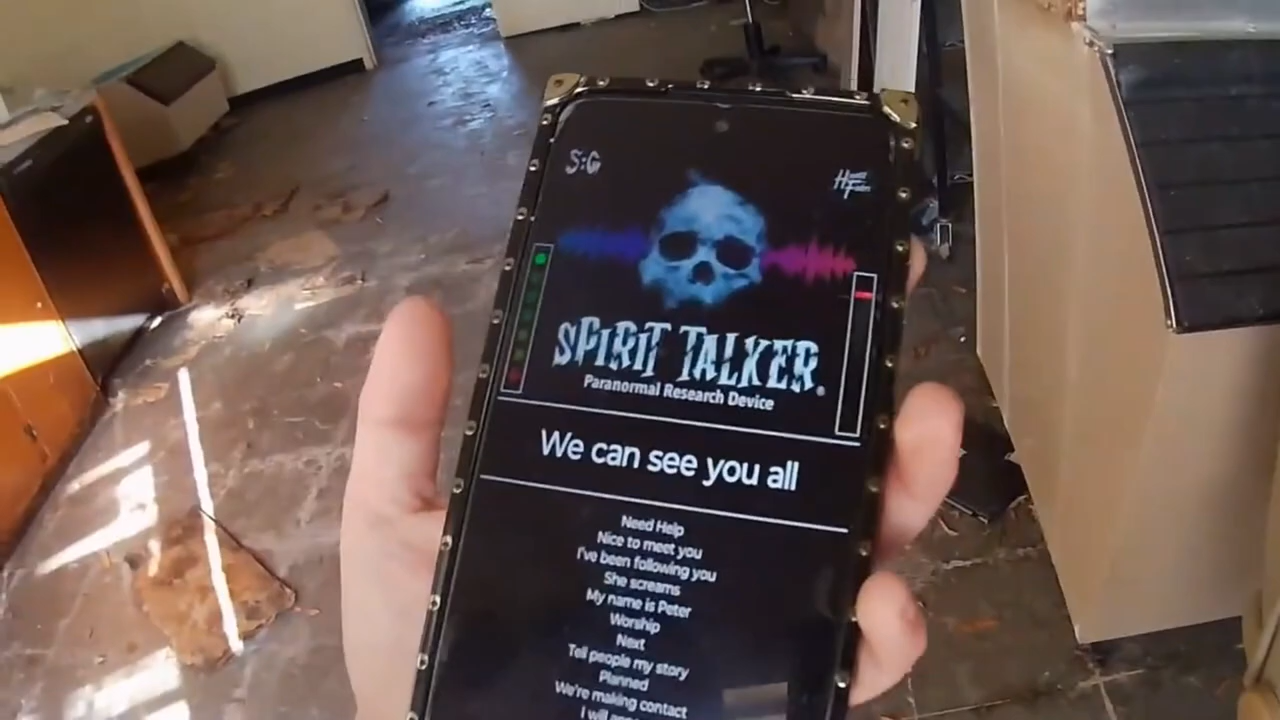 S:G
SPIRIT TALKER®
Paranormal Research Device
We can see you all
Need Help
Nice to meet you
I've been following you
She screams
My name is Peter
Worship
Next
Tell people my story
Planned
We're making contact
I will